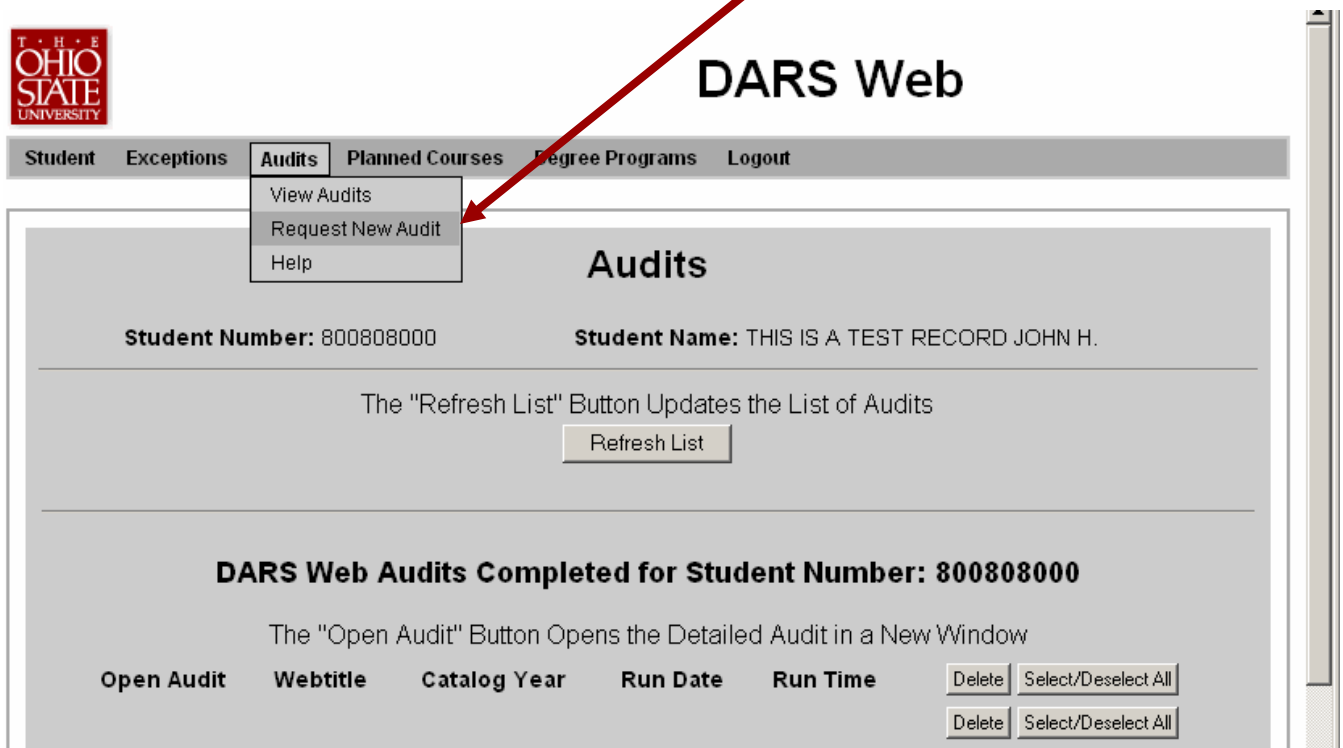 T · H · E
OHIO
STATE
UNIVERSITY
DARS Web
Student Exceptions Audits Planned Courses Degree Programs Logout
View Audits
Request New Audit
Help
Audits
Student Number: 800808000 Student Name: THIS IS A TEST RECORD JOHN H.
The "Refresh List" Button Updates the List of Audits
Refresh List
DARS Web Audits Completed for Student Number: 800808000
The "Open Audit" Button Opens the Detailed Audit in a New Window
Open Audit Webtitle Catalog Year Run Date Run Time Delete Select/Deselect All
Delete Select/Deselect All